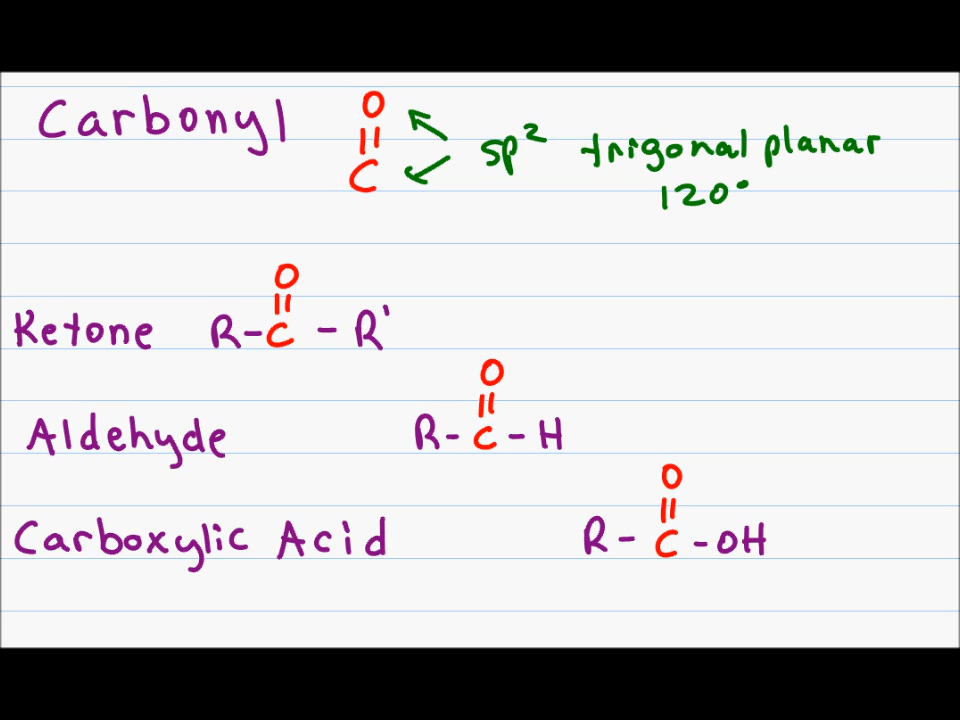 Carbonyl O
||
C sp² trigonal planar
120°
O
||
Ketone R-C-R'
O
||
Aldehyde R-C-H
O
||
Carboxylic Acid R-C-OH